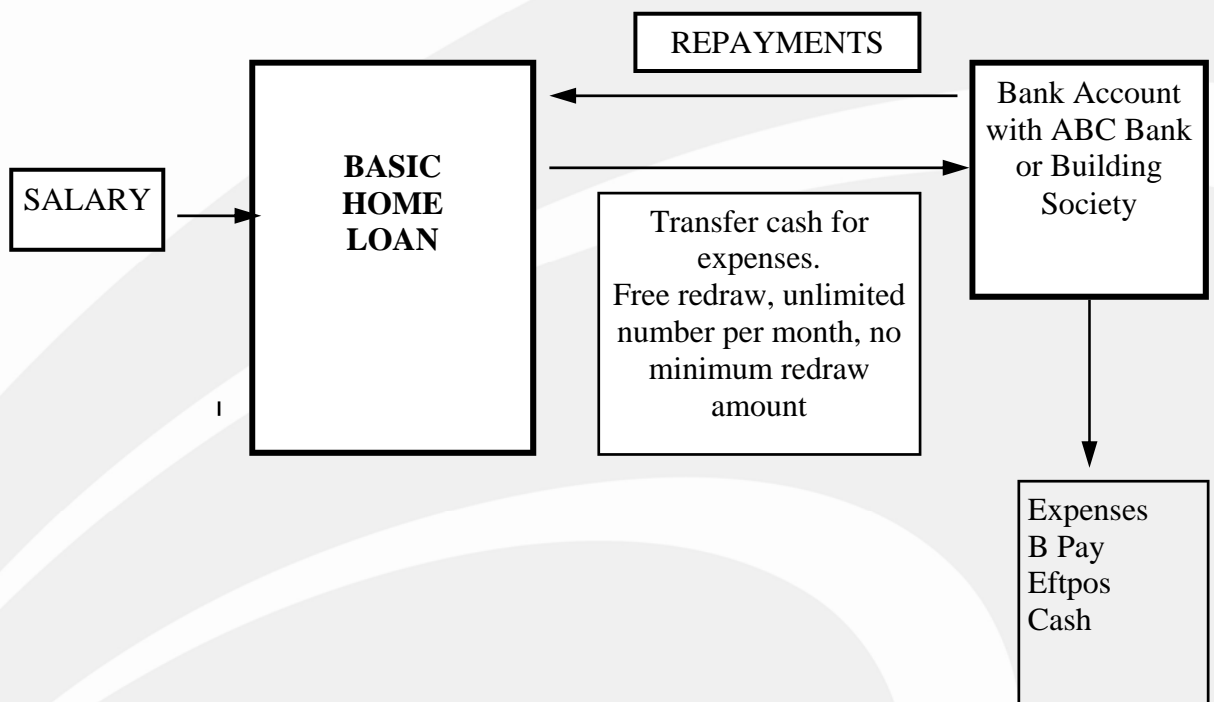 REPAYMENTS
SALARY
BASIC
HOME
LOAN
Bank Account
with ABC Bank
or Building
Society
Transfer cash for
expenses.
Free redraw, unlimited
number per month, no
minimum redraw
amount
Expenses
B Pay
Eftpos
Cash